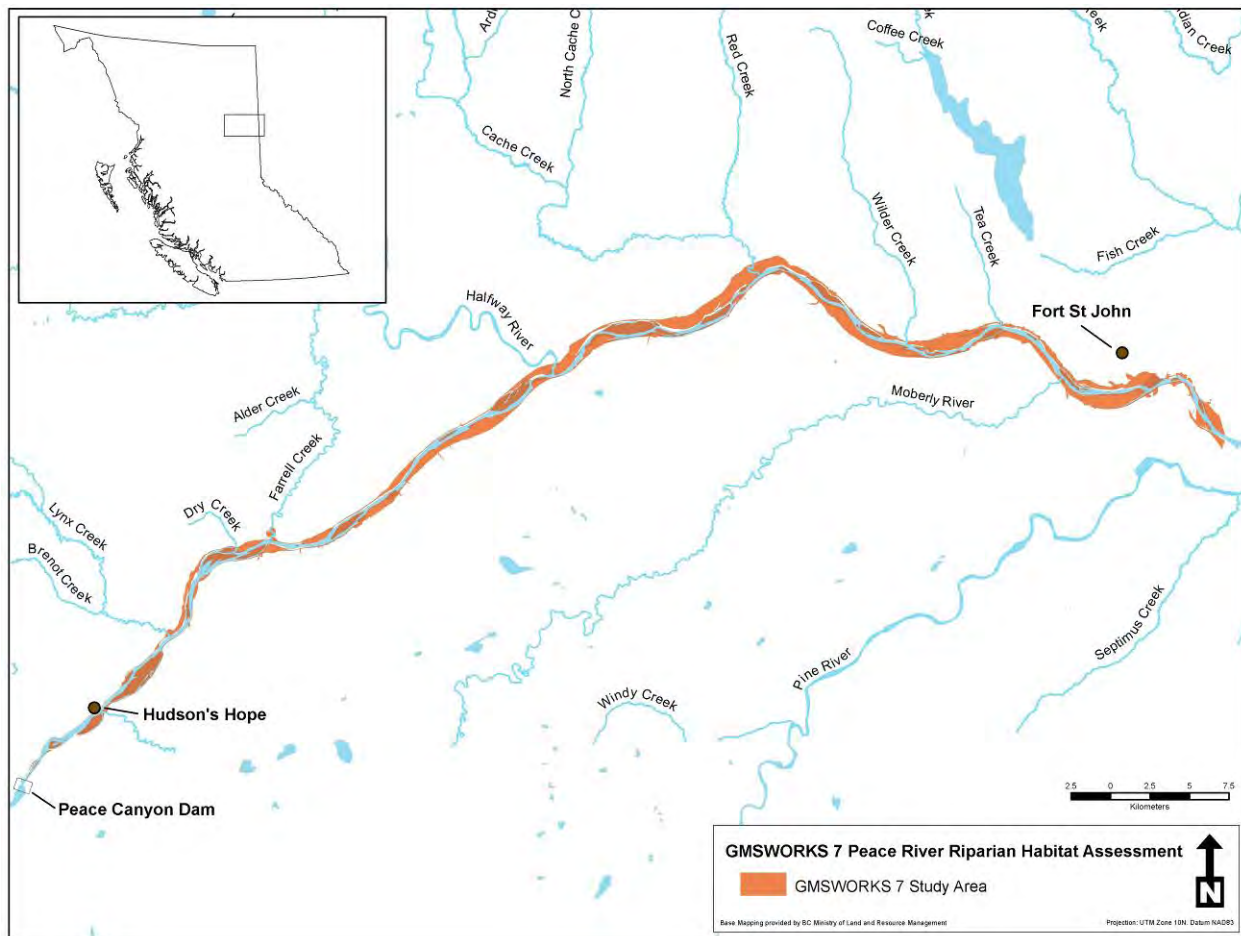 Coffee Creek
Creek
dian Creek
North Cache C
Red Creek
Cache Creek
Wilder Creek
Tea Creek
Fish Creek
Halfway River
Fort St John
Moberly River
Alder Creek
Farrell Creek
Dry Creek
Lynx Creek
Brenot Creek
Septimus Creek
Pine River
Windy Creek
Hudson's Hope
Peace Canyon Dam
2.5 0 2.5 5 7.5
Kilometers
GMSWORKS 7 Peace River Riparian Habitat Assessment
GMSWORKS 7 Study Area
N
Base Mapping provided by BC Ministry of Land and Resource Management
Projection: UTM Zone 10N. Datum NAD83